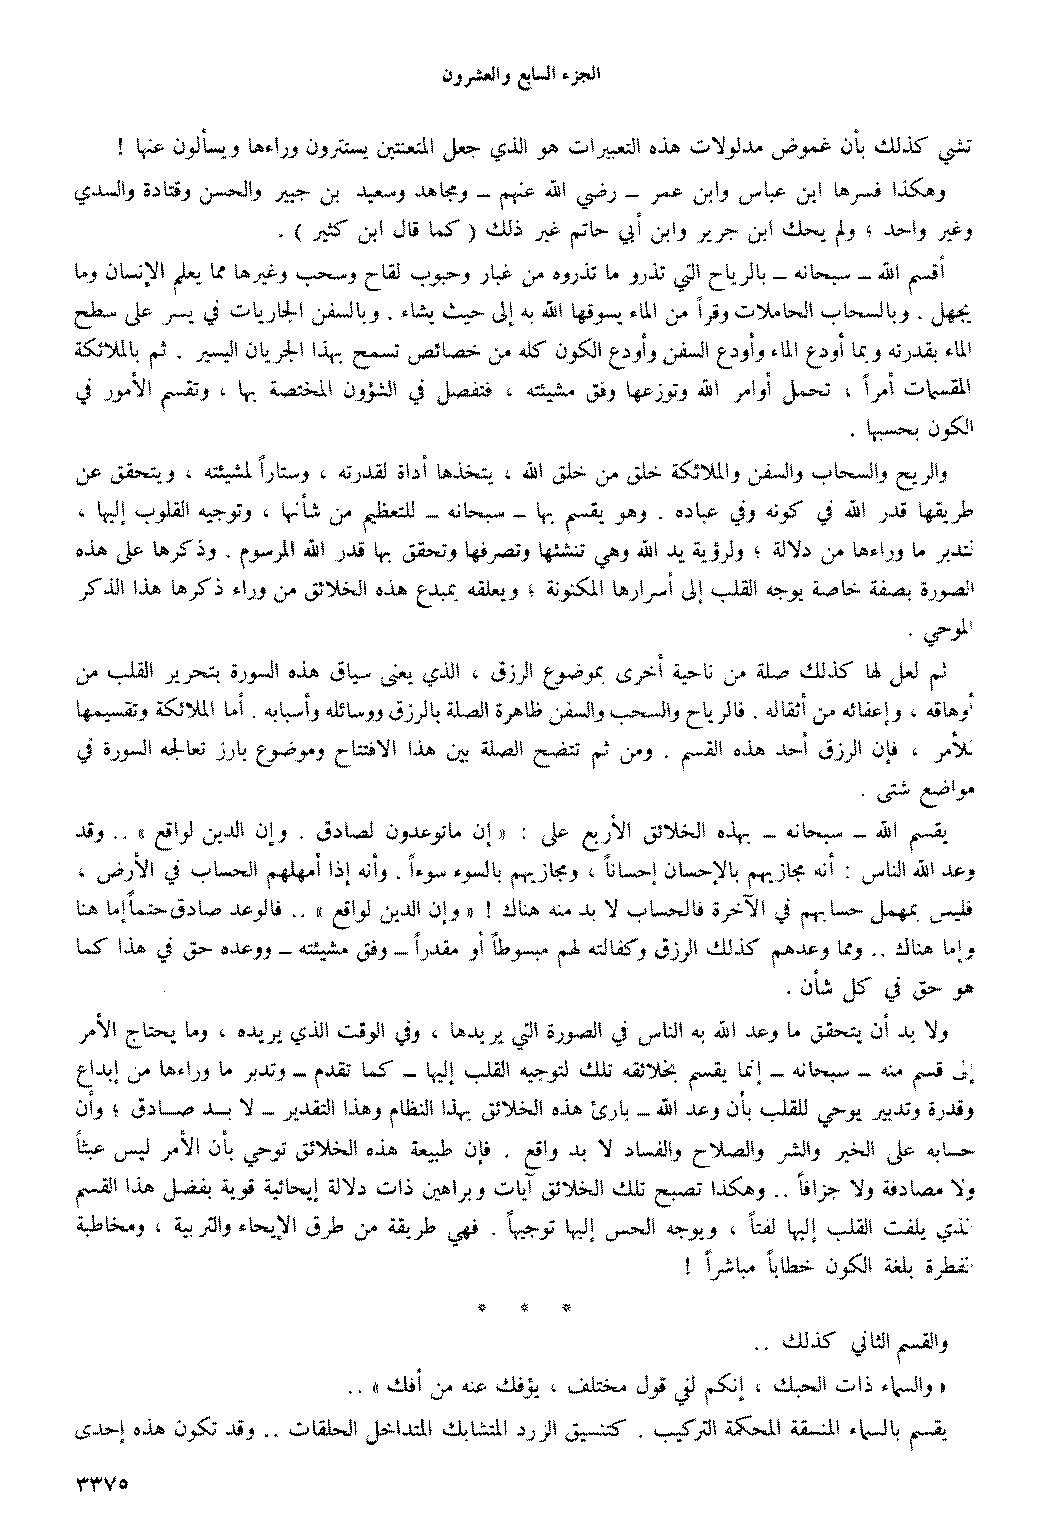 الجزء السابع والعشرون
تشي كذلك بأن غموض مدلولات هذه التعبيرات هو الذي جعل المتعنتين يستترون وراءها ويسألون عنها !
وهكذا فسرها ابن عباس وابن عمر – رضي الله عنهم – ومجاهد وسعيد بن جبير والحسن وقتادة والسدي
وغير واحد ؛ ولم يحك ابن جرير وابن أبي حاتم غير ذلك ( كما قال ابن كثير ) .
أقسم الله – سبحانه – بالرياح التي تذرو ما تذروه من غبار وحبوب لقاح وسحب وغيرها مما يعلم الإنسان وما
يجهل . وبالسحاب الحاملات وقراً من الماء يسوقها الله به إلى حيث يشاء . وبالسفن الجاريات في يسر على سطح
الماء بقدرته وبما أودع الماء وأودع السفن وأودع الكون كله من خصائص تسمح بهذا الجريان اليسير . ثم بالملائكة
المقسمات أمراً ، تحمل أوامر الله وتوزعها وفق مشيئته ، فتفصل في الشؤون المختصة بها ، وتقسم الأمور في
الكون بحسبها .
والريح والسحاب والسفن والملائكة خلق من خلق الله ، يتخذها أداة لقدرته ، وستاراً لمشيئته ، ويتحقق عن
طريقها قدر الله في كونه وفي عباده . وهو يقسم بها – سبحانه – للتعظيم من شأنها ، وتوجيه القلوب إليها ،
لتدبر ما وراءها من دلالة ؛ ولرؤية يد الله وهي تنشئها وتصرفها وتحقق بها قدر الله المرسوم . وذكرها على هذه
الصورة بصفة خاصة يوجه القلب إلى أسرارها المكنونة ؛ ويعلقه بمبدع هذه الخلائق من وراء ذكرها هذا الذكر
الموحي .
ثم لعل لها كذلك صلة من ناحية أخرى بموضوع الرزق ، الذي يعنى سياق هذه السورة بتحرير القلب من
أوهاقه ، وإعفائه من أثقاله . فالرياح والسحب والسفن ظاهرة الصلة بالرزق ووسائله وأسبابه . أما الملائكة وتقسيمها
للأمر ، فإن الرزق أحد هذه القسم . ومن ثم تتضح الصلة بين هذا الافتتاح وموضوع بارز تعالجه السورة في
مواضع شتى .
يقسم الله – سبحانه – بهذه الخلائق الأربع على : « إن ماتوعدون لصادق . وإن الدين لواقع » .. وقد
وعد الله الناس : أنه مجازيهم بالإحسان إحساناً ، ومجازيهم بالسوء سوءاً . وأنه إذا أمهلهم الحساب في الأرض ،
فليس بمهمل حسابهم في الآخرة فالحساب لا بد منه هناك ! « وإن الدين لواقع » .. فالوعد صادق حتماً إما هنا
وإما هناك .. ومما وعدهم كذلك الرزق وكفالته لهم مبسوطاً أو مقدراً – وفق مشيئته – ووعده حق في هذا كما
هو حق في كل شأن .
ولا بد أن يتحقق ما وعد الله به الناس في الصورة التي يريدها ، وفي الوقت الذي يريده ، وما يحتاج الأمر
إلى قسم منه – سبحانه – إنما يقسم بخلائقه تلك لتوجيه القلب إليها – كما تقدم – وتدبر ما وراءها من إبداع
وقدرة وتدبير يوحي للقلب بأن وعد الله – بارئ هذه الخلائق بهذا النظام وهذا التقدير – لا بد صادق ؛ وأن
حسابه على الخير والشر والصلاح والفساد لا بد واقع . فإن طبيعة هذه الخلائق توحي بأن الأمر ليس عبثاً
ولا مصادفة ولا جزافاً .. وهكذا تصبح تلك الخلائق آيات وبراهين ذات دلالة إيحائية قوية بفضل هذا القسم
الذي يلفت القلب إليها لفتاً ، ويوجه الحس إليها توجيهاً . فهي طريقة من طرق الإيحاء والتربية ، ومخاطبة
الفطرة بلغة الكون خطاباً مباشراً !
* * *
والقسم الثاني كذلك ..
« والسماء ذات الحبك ، إنكم لفي قول مختلف ، يؤفك عنه من أفك » ..
يقسم بالسماء المنسقة المحكمة التركيب . كتنسيق الزرد المتشابك المتداخل الحلقات .. وقد تكون هذه إحدى
٣٣٧٥